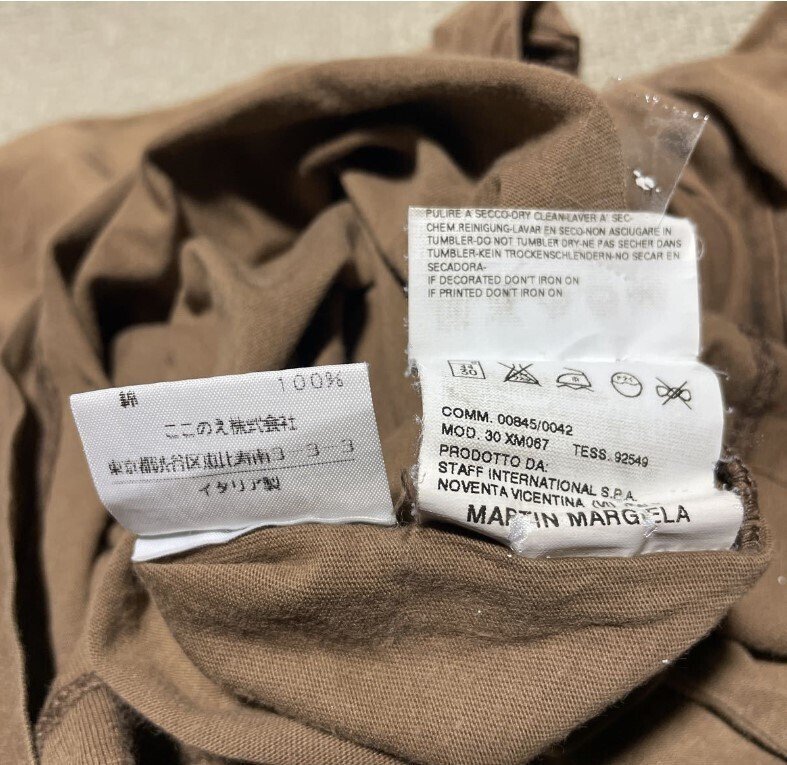 綿 100%
ここのえ株式会社
東京都渋谷区恵比寿南3-3-3
イタリア製
PULIRE A SECCO-DRY CLEAN-LAVER A' SEC-
CHEM.REINIGUNG-LAVAR EN SECO-NON ASCIUGARE IN
TUMBLER-DO NOT TUMBLER DRY-NE PAS SECHER DANS
TUMBLER-KEIN TROCKENSCHLENDERN-NO SECAR EN
SECADORA-
IF DECORATED DON'T IRON ON
IF PRINTED DON'T IRON ON
COMM. 00845/0042
MOD. 30 XM067 TESS. 92549
PRODOTTO DA:
STAFF INTERNATIONAL S.P.A.
NOVENTA VICENTINA (VI)
MARTIN MARGIELA